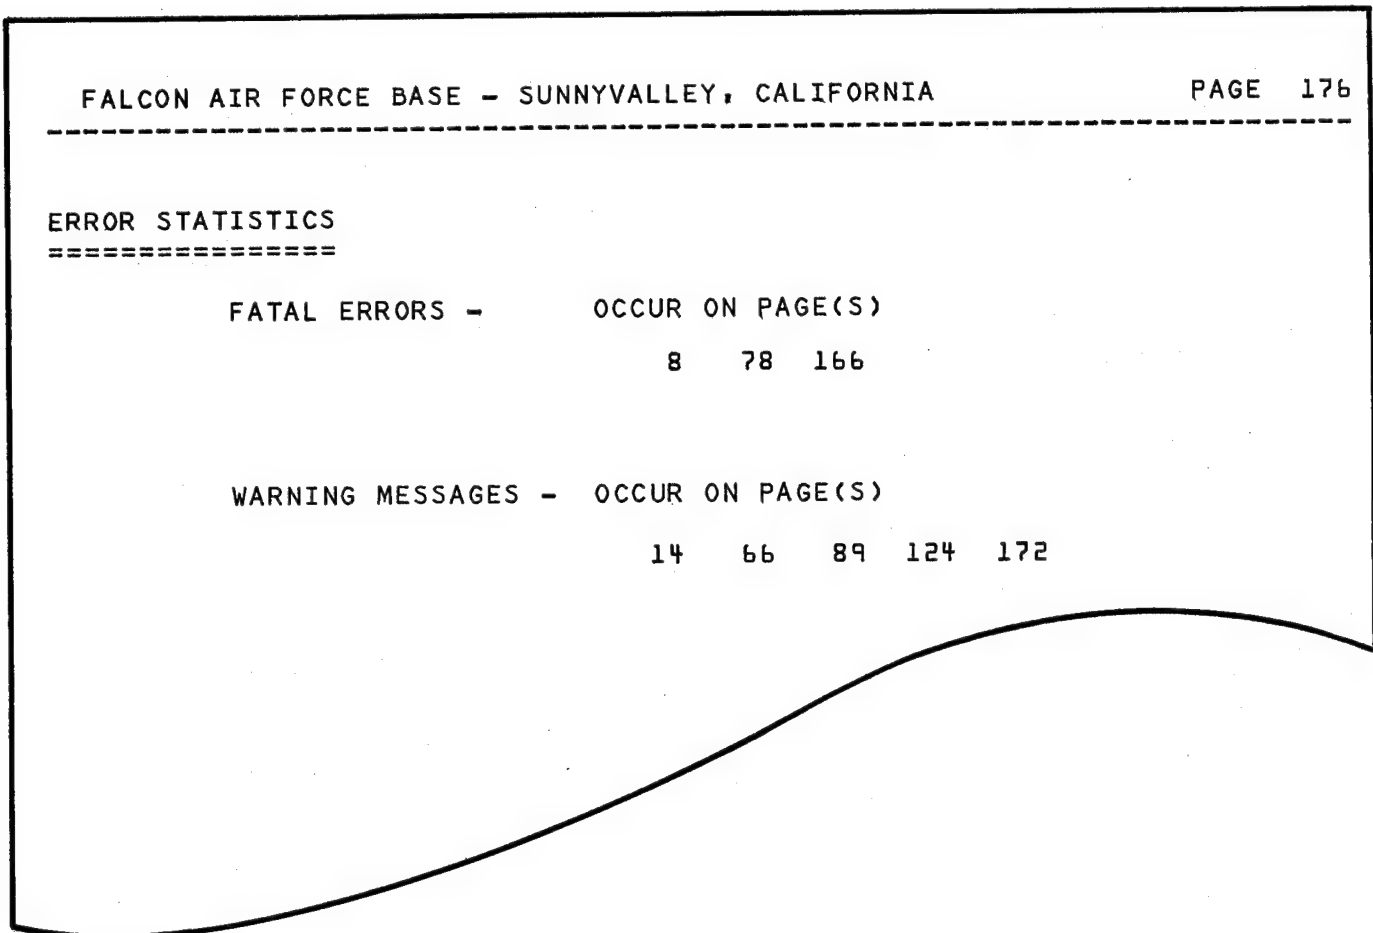 FALCON AIR FORCE BASE - SUNNYVALLEY, CALIFORNIA PAGE 176
------------------------------------------------------------------------
ERROR STATISTICS
================
FATAL ERRORS - OCCUR ON PAGE(S)
8 78 166
WARNING MESSAGES - OCCUR ON PAGE(S)
14 66 89 124 172